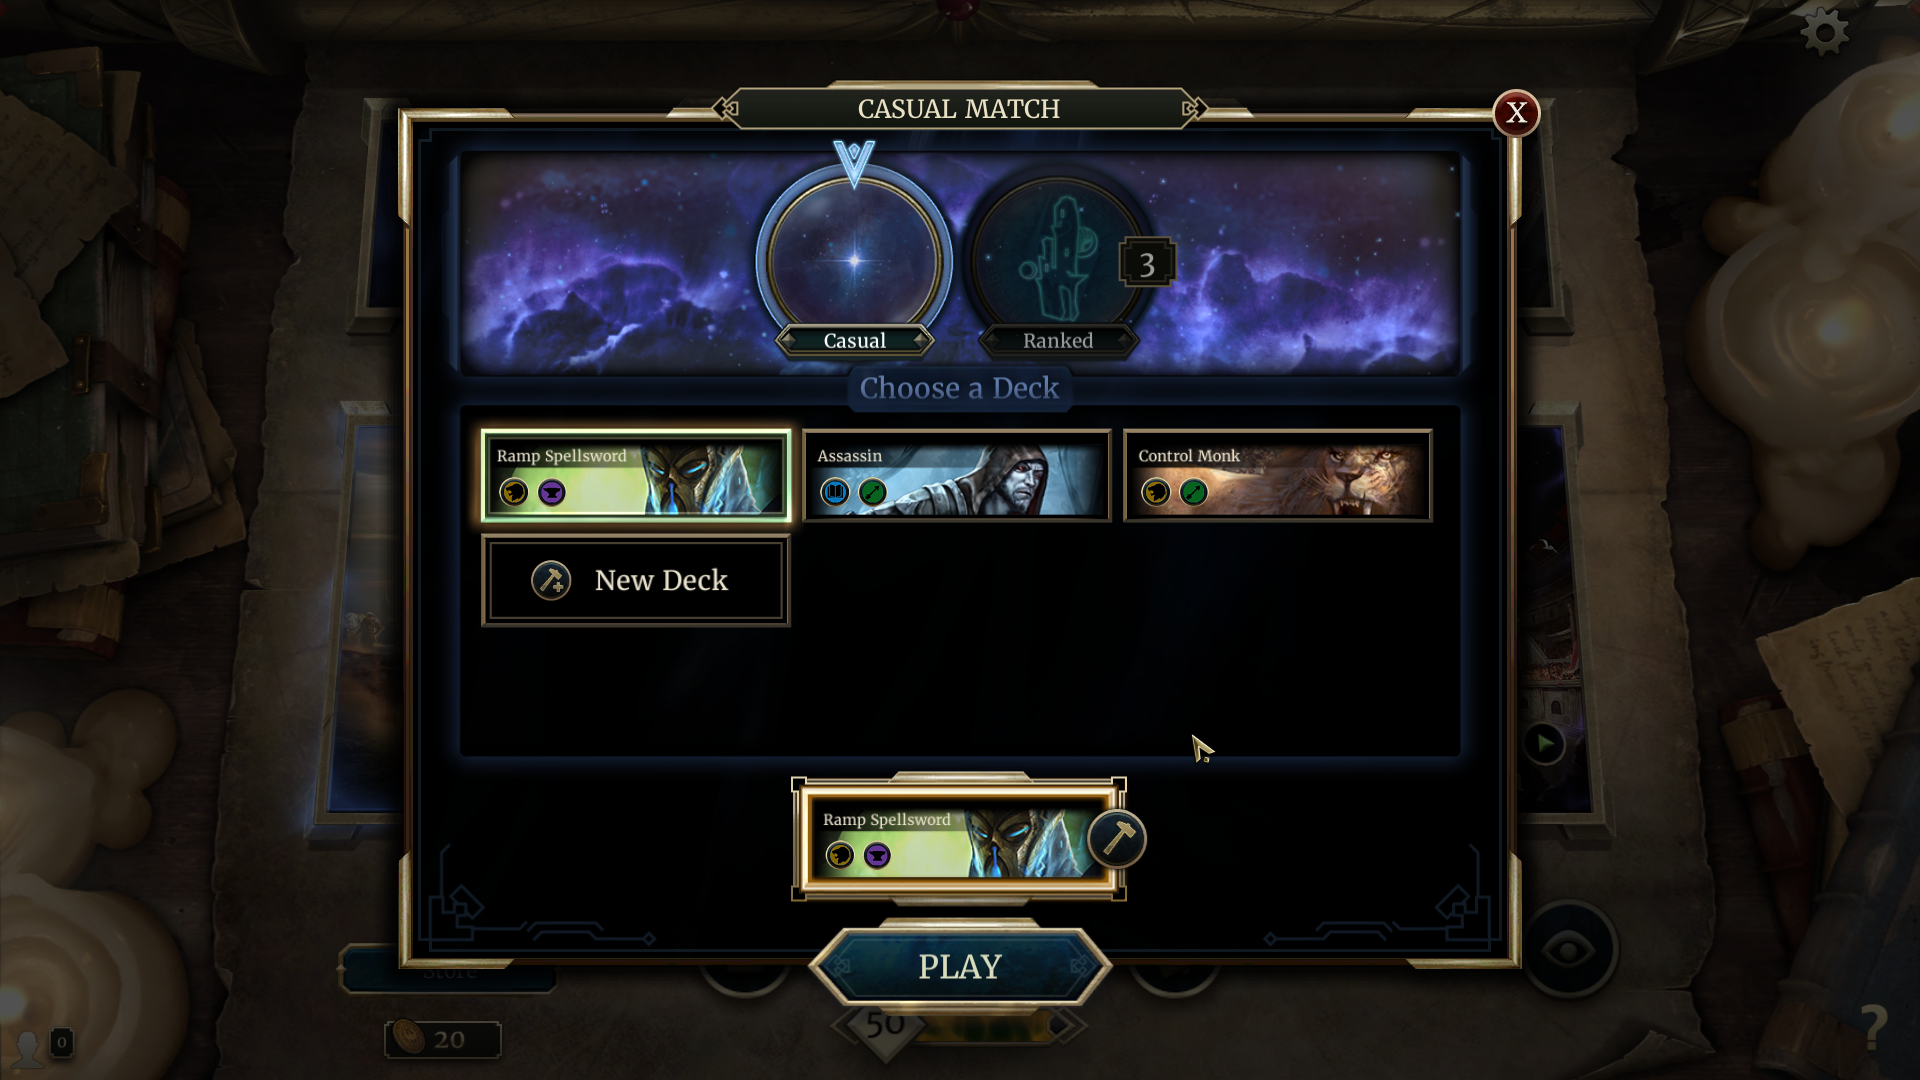 CASUAL MATCH
X
3
Casual
Ranked
Choose a Deck
Ramp Spellsword
Assassin
Control Monk
New Deck
Ramp Spellsword
PLAY
Store
50
20
0
?